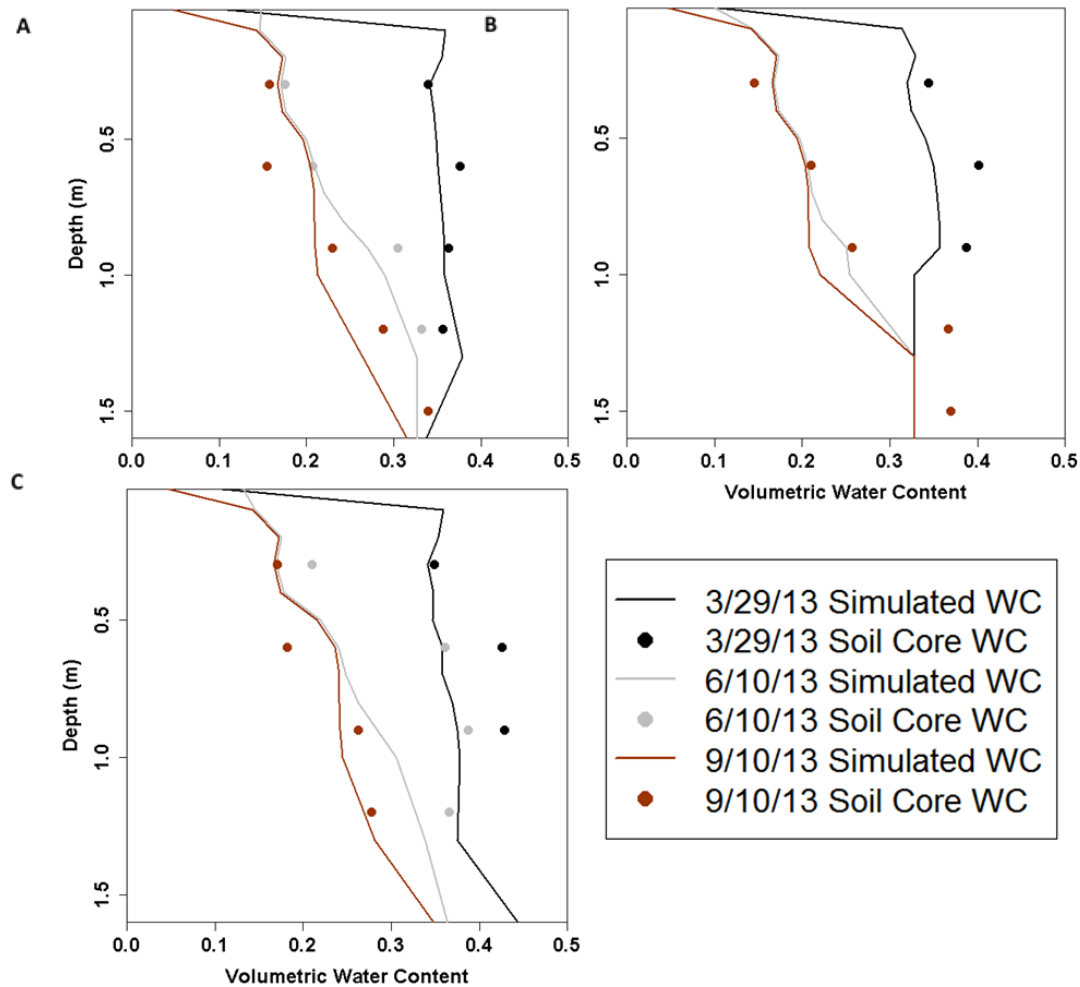 A
B
Depth (m)
0.5
1.0
1.5
0.0 0.1 0.2 0.3 0.4 0.5
0.5
1.0
1.5
0.0 0.1 0.2 0.3 0.4 0.5
Volumetric Water Content
C
Depth (m)
0.5
1.0
1.5
0.0 0.1 0.2 0.3 0.4 0.5
Volumetric Water Content
3/29/13 Simulated WC
3/29/13 Soil Core WC
6/10/13 Simulated WC
6/10/13 Soil Core WC
9/10/13 Simulated WC
9/10/13 Soil Core WC